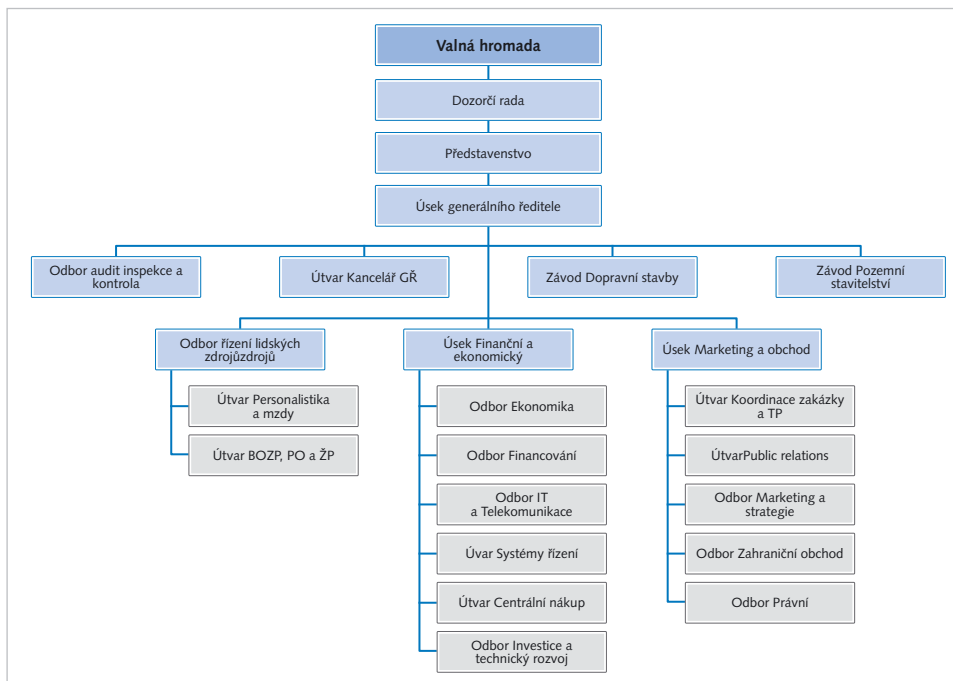 Valná hromada
Dozorčí rada
Představenstvo
Úsek generálního ředitele
Odbor audit inspekce a
kontrola
Útvar Kancelář GŘ
Závod Dopravní stavby
Závod Pozemní
stavitelství
Odbor řízení lidských
zdrojůzdrojů
Úsek Finanční a
ekonomický
Úsek Marketing a obchod
Útvar Personalistika
a mzdy
Útvar BOZP, PO a ŽP
Odbor Ekonomika
Odbor Financování
Odbor IT
a Telekomunikace
Úvar Systémy řízení
Útvar Centrální nákup
Odbor Investice a
technický rozvoj
Útvar Koordinace zakázky
a TP
ÚtvarPublic relations
Odbor Marketing a
strategie
Odbor Zahraniční obchod
Odbor Právní